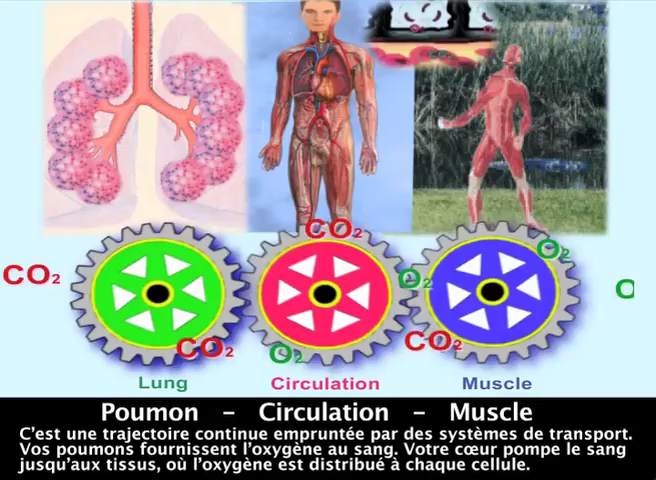 CO₂
CO₂
O₂
O₂
O
CO₂
O₂
CO₂
Lung Circulation Muscle
Poumon - Circulation - Muscle
C'est une trajectoire continue empruntée par des systèmes de transport.
Vos poumons fournissent l'oxygène au sang. Votre cœur pompe le sang
jusqu'aux tissus, où l'oxygène est distribué à chaque cellule.